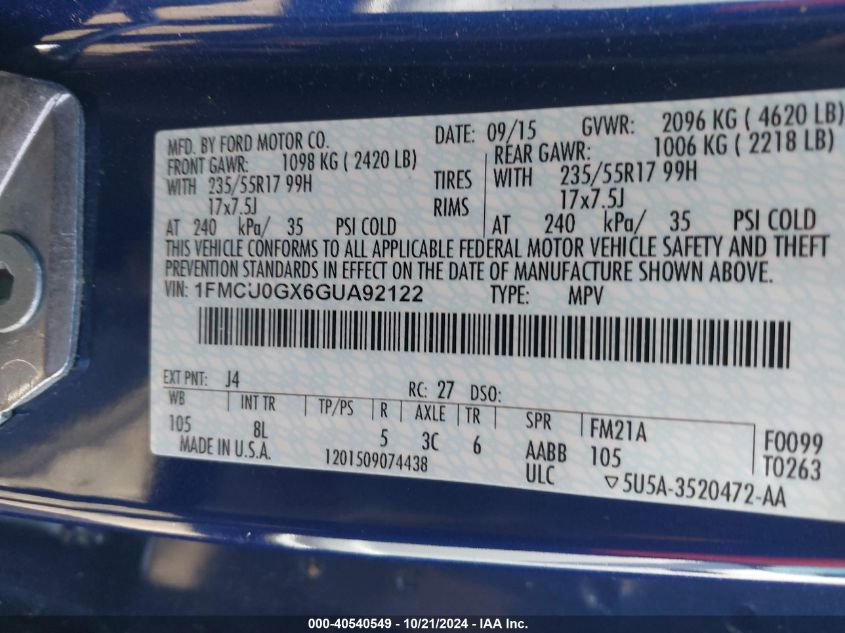 MFD. BY FORD MOTOR CO. DATE: 09/15 GVWR: 2096 KG ( 4620 LB)
FRONT GAWR: 1098 KG ( 2420 LB) REAR GAWR: 1006 KG ( 2218 LB)
WITH 235/55R17 99H TIRES WITH 235/55R17 99H
17x7.5J RIMS 17x7.5J
AT 240 kPa/ 35 PSI COLD AT 240 kPa/ 35 PSI COLD
THIS VEHICLE CONFORMS TO ALL APPLICABLE FEDERAL MOTOR VEHICLE SAFETY AND THEFT
PREVENTION STANDARDS IN EFFECT ON THE DATE OF MANUFACTURE SHOWN ABOVE.
VIN: 1FMCU0GX6GUA92122 TYPE: MPV
EXT PNT: J4 RC: 27 DSO:
WB INT TR TP/PS R AXLE TR SPR FM21A F0099
105 8L 5 3C 6 AABB 105 T0263
MADE IN U.S.A. 1201509074438 ULC ▽5U5A-3520472-AA
000-40540549 - 10/21/2024 - IAA Inc.